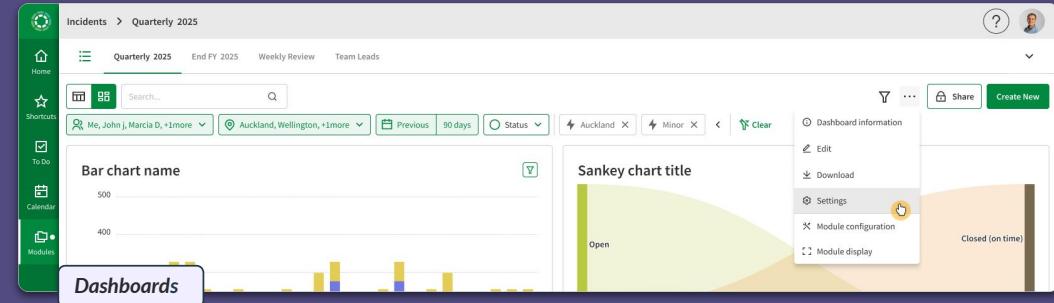 Incidents > Quarterly 2025
?
Home
Shortcuts
To Do
Calendar
Modules
Quarterly 2025 End FY 2025 Weekly Review Team Leads
Search...
Share
Create New
Me, John j, Marcia D, +1more
Auckland, Wellington, +1more
Previous 90 days
Status
Auckland ×
Minor ×
Clear
Dashboard information
Edit
Download
Settings
Module configuration
Module display
Bar chart name
500
400
Sankey chart title
Open
Closed (on time)
Dashboards